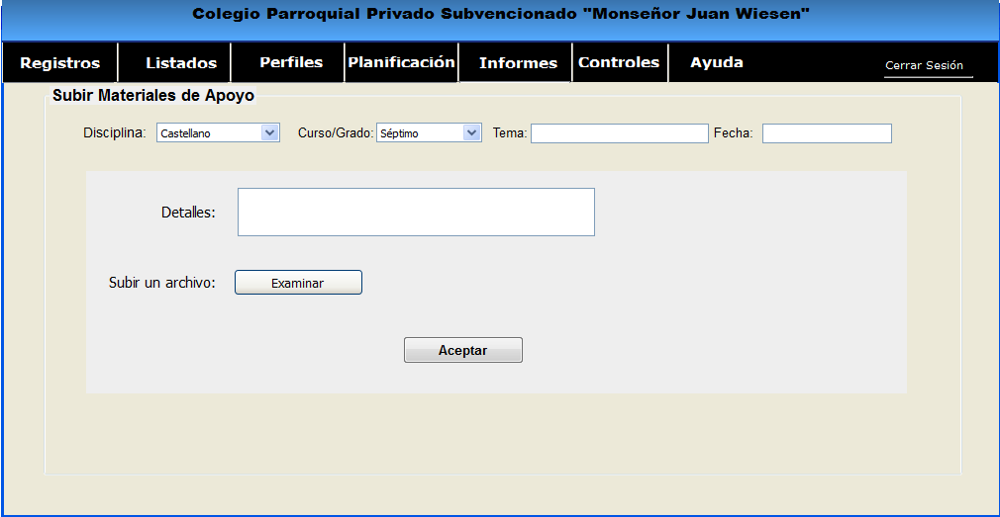 Colegio Parroquial Privado Subvencionado "Monseñor Juan Wiesen"
Registros Listados Perfiles Planificación Informes Controles Ayuda Cerrar Sesión
Subir Materiales de Apoyo
Disciplina: Castellano Curso/Grado: Séptimo Tema: Fecha:
Detalles:
Subir un archivo: Examinar
Aceptar